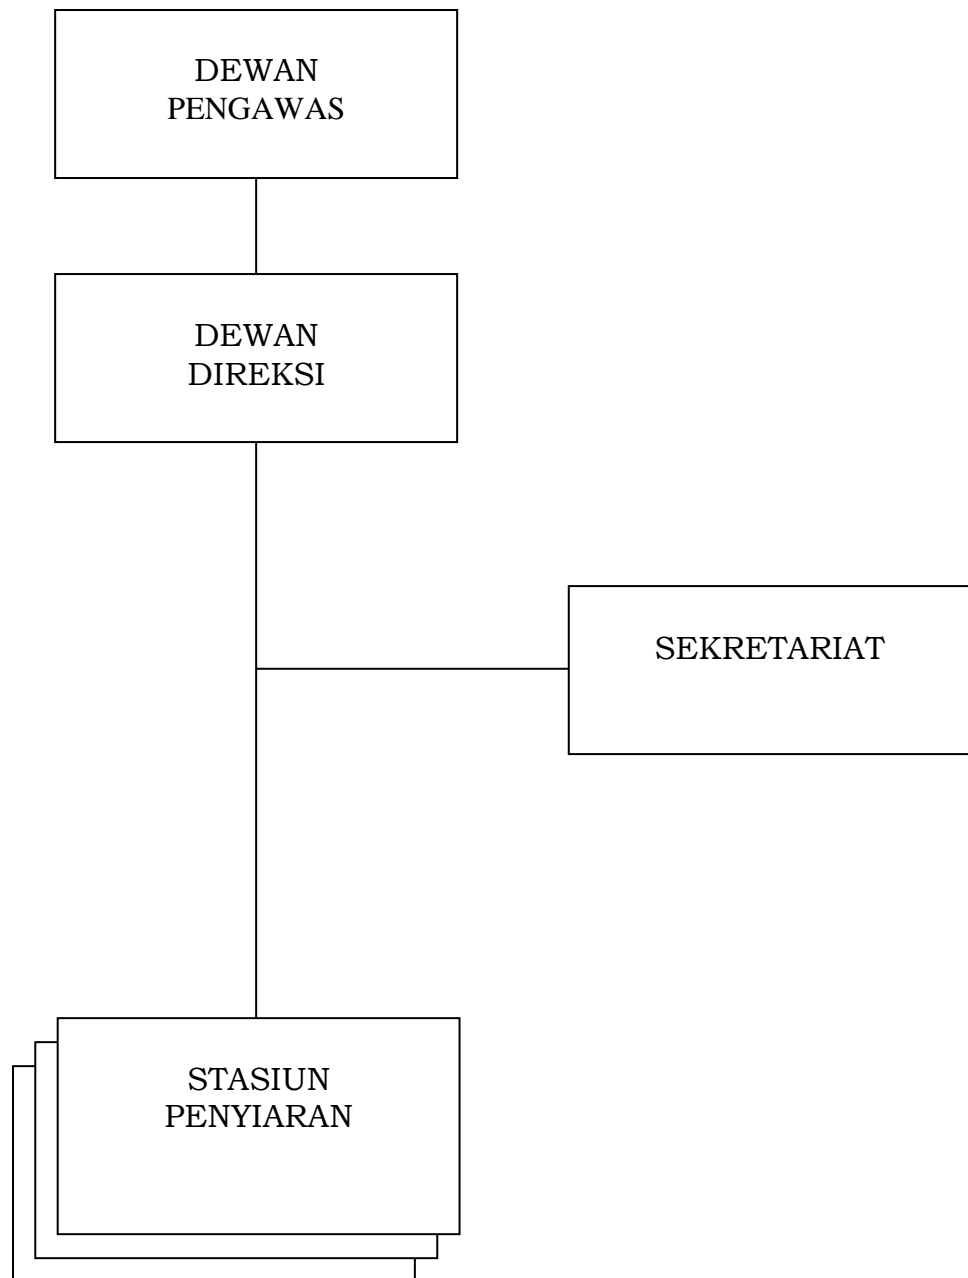 DEWAN
PENGAWAS
DEWAN
DIREKSI
SEKRETARIAT
STASIUN
PENYIARAN